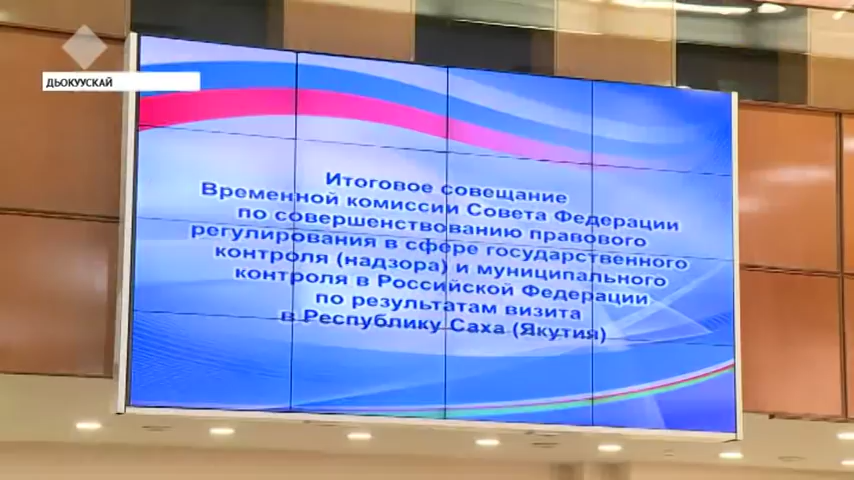 ДЬОКУУСКАЙ
Итоговое совещание
Временной комиссии Совета Федерации
по совершенствованию правового
регулирования в сфере государственного
контроля (надзора) и муниципального
контроля в Российской Федерации
по результатам визита
в Республику Саха (Якутия)